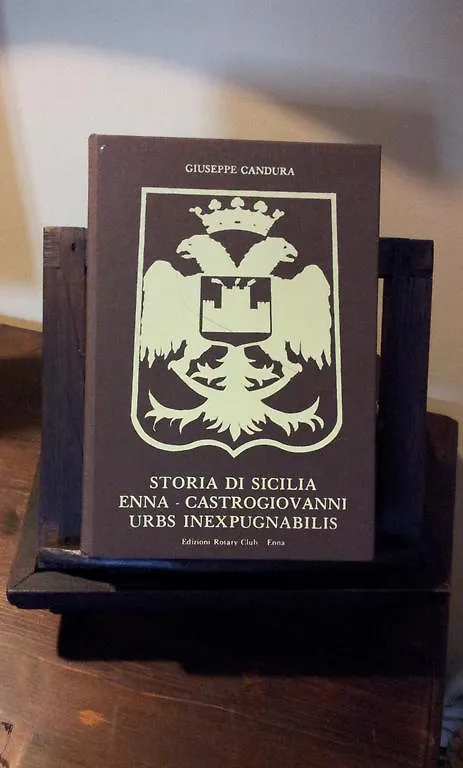 GIUSEPPE CANDURA
STORIA DI SICILIA
ENNA - CASTROGIOVANNI
URBS INEXPUGNABILIS
Edizioni Rotary Club Enna